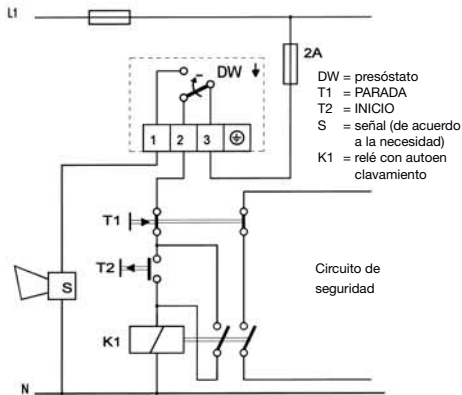 L1
2A
DW
DW = presóstato
T1 = PARADA
T2 = INICIO
S = señal (de acuerdo
a la necesidad)
K1 = relé con autoen
clavamiento
1 2 3
T1
T2
Circuito de
seguridad
S
K1
N